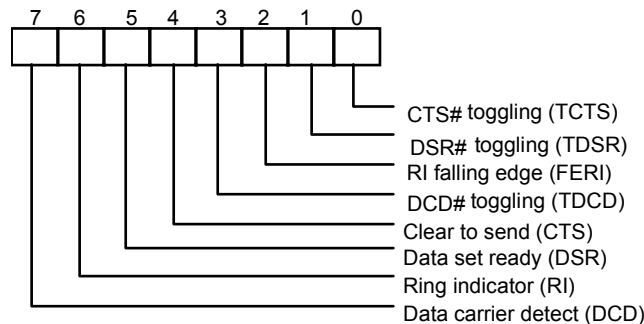 7 6 5 4 3 2 1 0
CTS# toggling (TCTS)
DSR# toggling (TDSR)
RI falling edge (FERI)
DCD# toggling (TDCD)
Clear to send (CTS)
Data set ready (DSR)
Ring indicator (RI)
Data carrier detect (DCD)